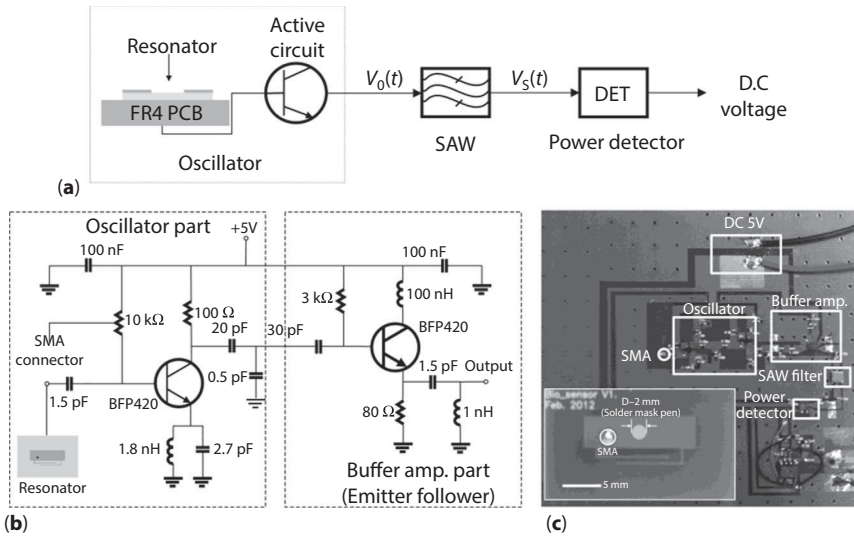 Resonator
Active
circuit
FR4 PCB
Oscillator
V0(t)
SAW
VS(t)
DET
Power detector
D.C
voltage
(a)
Oscillator part
+5V
100 nF
100 nF
10 kΩ
100 Ω
3 kΩ
100 nH
SMA
connector
20 pF
30 pF
BFP420
1.5 pF
BFP420
0.5 pF
1.5 pF
Output
80 Ω
1 nH
1.8 nH
2.7 pF
Resonator
Buffer amp. part
(Emitter follower)
(b)
DC 5V
Oscillator
Buffer amp.
SMA
SAW filter
Power
detector
Bio_sensor V1.
Feb. 2012
D–2 mm
(Solder mask pen)
SMA
5 mm
(c)